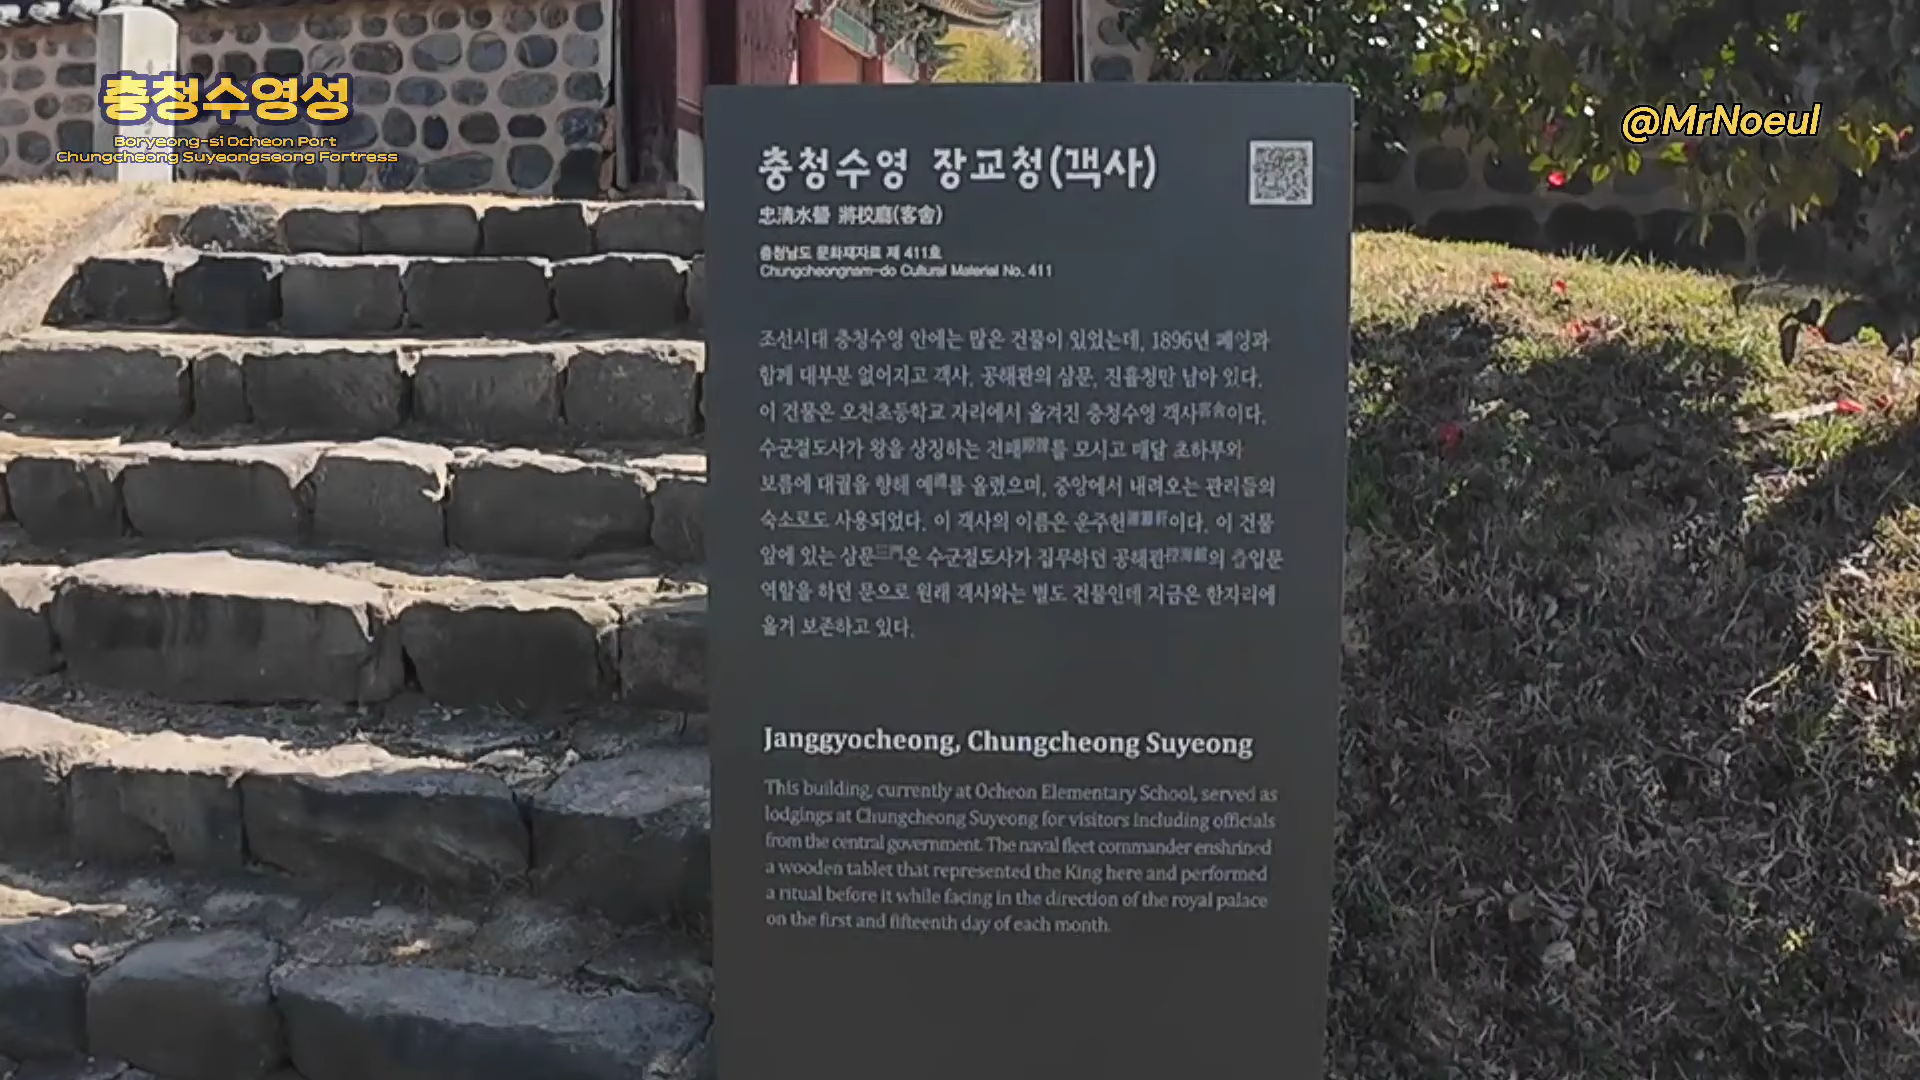 충청수영성
Boryeong-si Ocheon Port
Chungcheong Suyeongseong Fortress
@MrNoeul
충청수영 장교청(객사)
忠淸水營 將校廳(客舍)
충청남도 문화재자료 제 411호
Chungcheongnam-do Cultural Material No. 411
조선시대 충청수영 안에는 많은 건물이 있었는데, 1896년 폐영과
함께 대부분 없어지고 객사, 공해관의 삼문, 진휼청만 남아 있다.
이 건물은 오천초등학교 자리에서 옮겨진 충청수영 객사客舍이다.
수군절도사가 왕을 상징하는 전패를 모시고 매달 초하루와
보름에 대궐을 향해 예禮를 올렸으며, 중앙에서 내려오는 관리들의
숙소로도 사용되었다. 이 객사의 이름은 운주헌이다. 이 건물
앞에 있는 삼문三門은 수군절도사가 집무하던 공해관控海館의 출입문
역할을 하던 문으로 원래 객사와는 별도 건물인데 지금은 한자리에
옮겨 보존하고 있다.
Janggyocheong, Chungcheong Suyeong
This building, currently at Ocheon Elementary School, served as
lodgings at Chungcheong Suyeong for visitors including officials
from the central government. The naval fleet commander enshrined
a wooden tablet that represented the King here and performed
a ritual before it while facing in the direction of the royal palace
on the first and fifteenth day of each month.